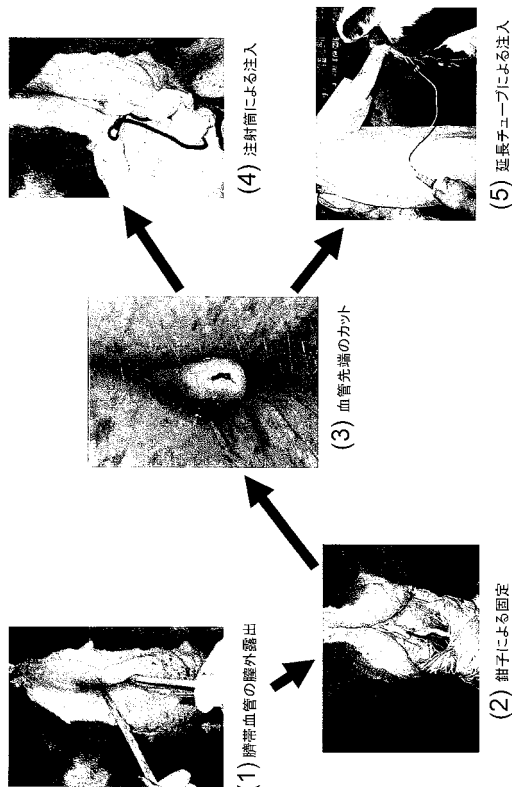 (1) 臍帯血管の膣外露出
(2) 鉗子による固定
(3) 血管先端のカット
(4) 注射筒による注入
(5) 延長チューブによる注入